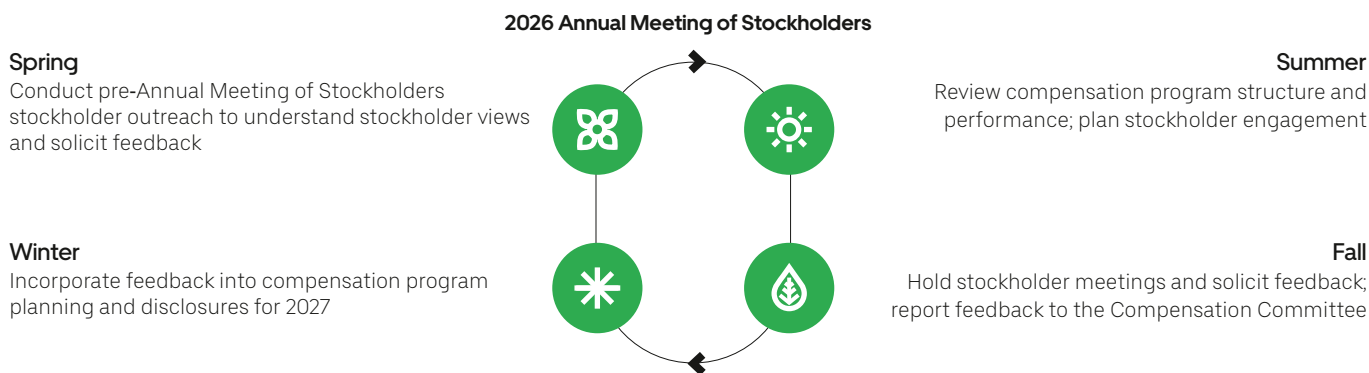 2026 Annual Meeting of Stockholders
Spring
Conduct pre-Annual Meeting of Stockholders
stockholder outreach to understand stockholder views
and solicit feedback
Summer
Review compensation program structure and
performance; plan stockholder engagement
Winter
Incorporate feedback into compensation program
planning and disclosures for 2027
Fall
Hold stockholder meetings and solicit feedback;
report feedback to the Compensation Committee